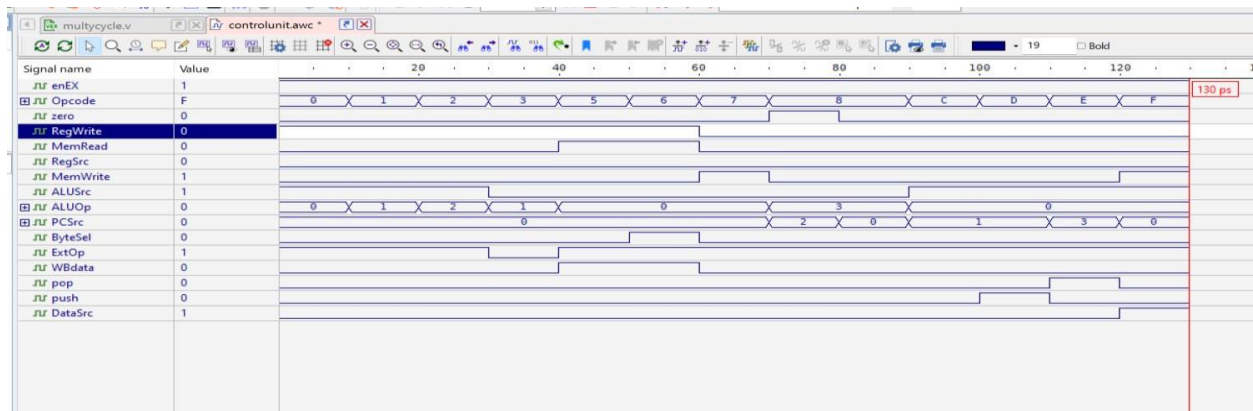 multycycle.v controlunit.awc *
19 Bold
Signal name Value 20 40 60 80 100 120
130 ps
enEX 1
Opcode F 0 1 2 3 5 6 7 8 C D E F
zero 0
RegWrite 0
MemRead 0
RegSrc 0
MemWrite 1
ALUSrc 1
ALUOp 0 0 1 2 1 0 3 0
PCSrc 0 0 2 0 1 3 0
ByteSel 0
ExtOp 1
WBdata 0
pop 0
push 0
DataSrc 1